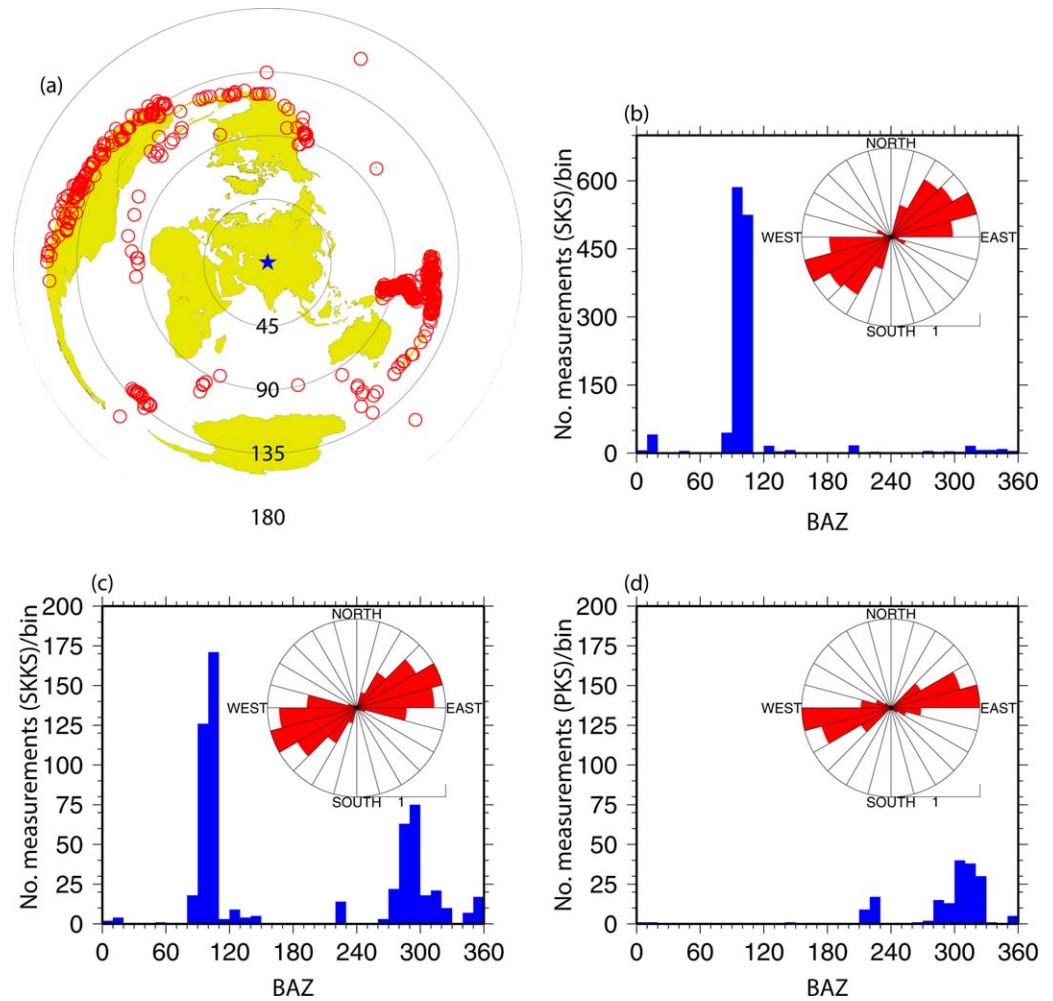 (a)
45
90
135
180
(b)
No. measurements (SKS)/bin
600
450
300
150
0
NORTH
WEST
EAST
SOUTH 1
0 60 120 180 240 300 360
BAZ
(c)
No. measurements (SKKS)/bin
200
175
150
125
100
75
50
25
0
NORTH
WEST
EAST
SOUTH 1
0 60 120 180 240 300 360
BAZ
(d)
No. measurements (PKS)/bin
200
175
150
125
100
75
50
25
0
NORTH
WEST
EAST
SOUTH 1
0 60 120 180 240 300 360
BAZ